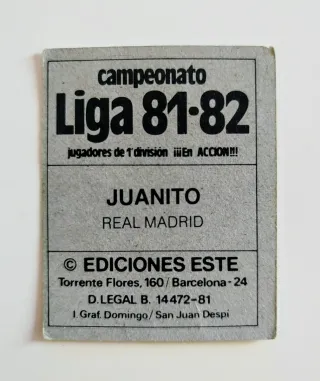 campeonato
Liga 81•82
jugadores de 1ª división ¡¡¡En ACCION!!!
JUANITO
REAL MADRID
© EDICIONES ESTE
Torrente Flores, 160 / Barcelona - 24
D. LEGAL B. 14472-81
I. Graf. Domingo / San Juan Despi